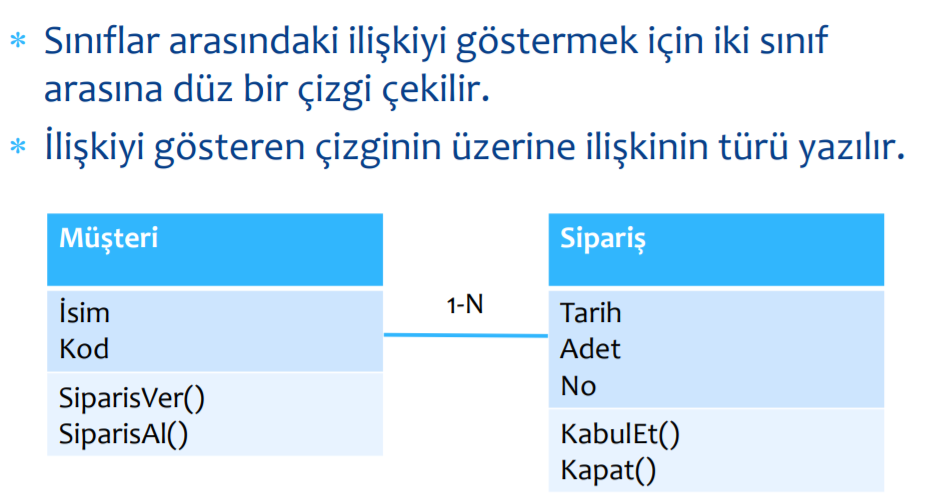 * Sınıflar arasındaki ilişkiyi göstermek için iki sınıf
arasına düz bir çizgi çekilir.
* İlişkiyi gösteren çizginin üzerine ilişkinin türü yazılır.
Müşteri
İsim
Kod
SiparisVer()
SiparisAl()
1-N
Sipariş
Tarih
Adet
No
KabulEt()
Kapat()